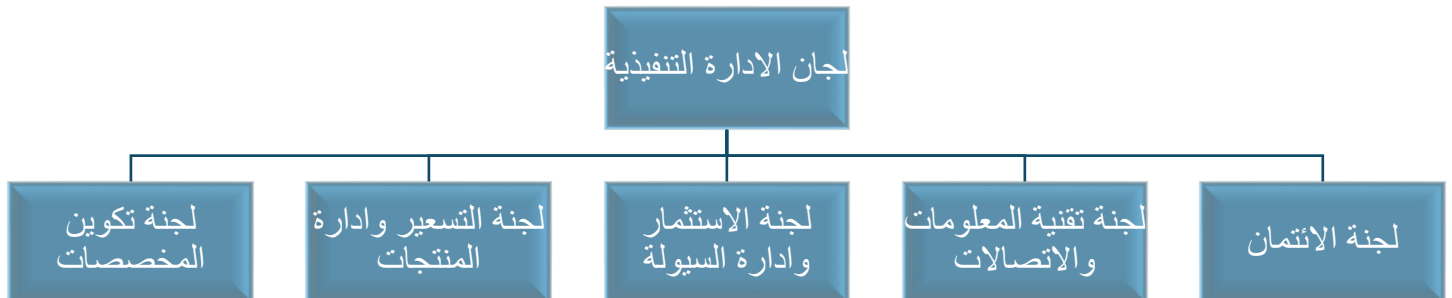 لجان الادارة التنفيذية
لجنة الائتمان
لجنة تقنية المعلومات
والاتصالات
لجنة الاستثمار
وادارة السيولة
لجنة التسعير وادارة
المنتجات
لجنة تكوين
المخصصات